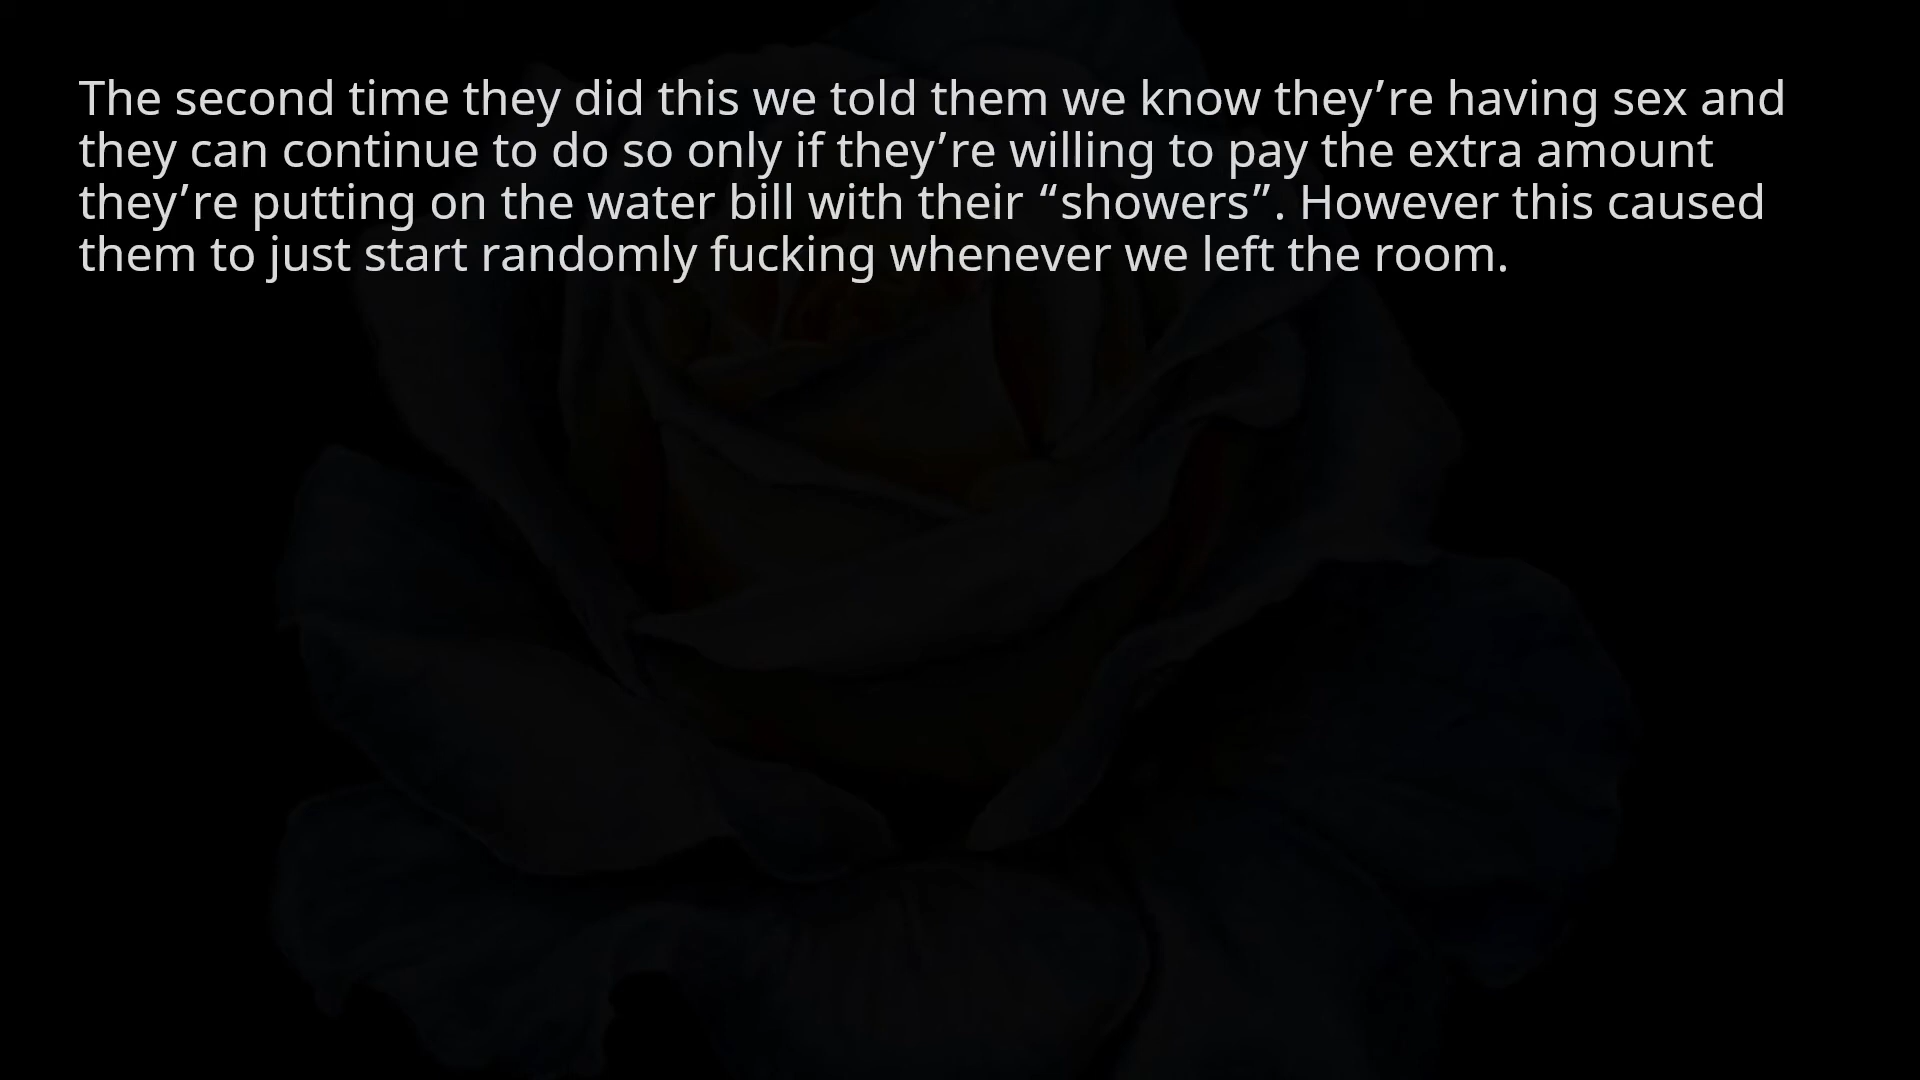 The second time they did this we told them we know they’re having sex and
they can continue to do so only if they’re willing to pay the extra amount
they’re putting on the water bill with their “showers”. However this caused
them to just start randomly fucking whenever we left the room.